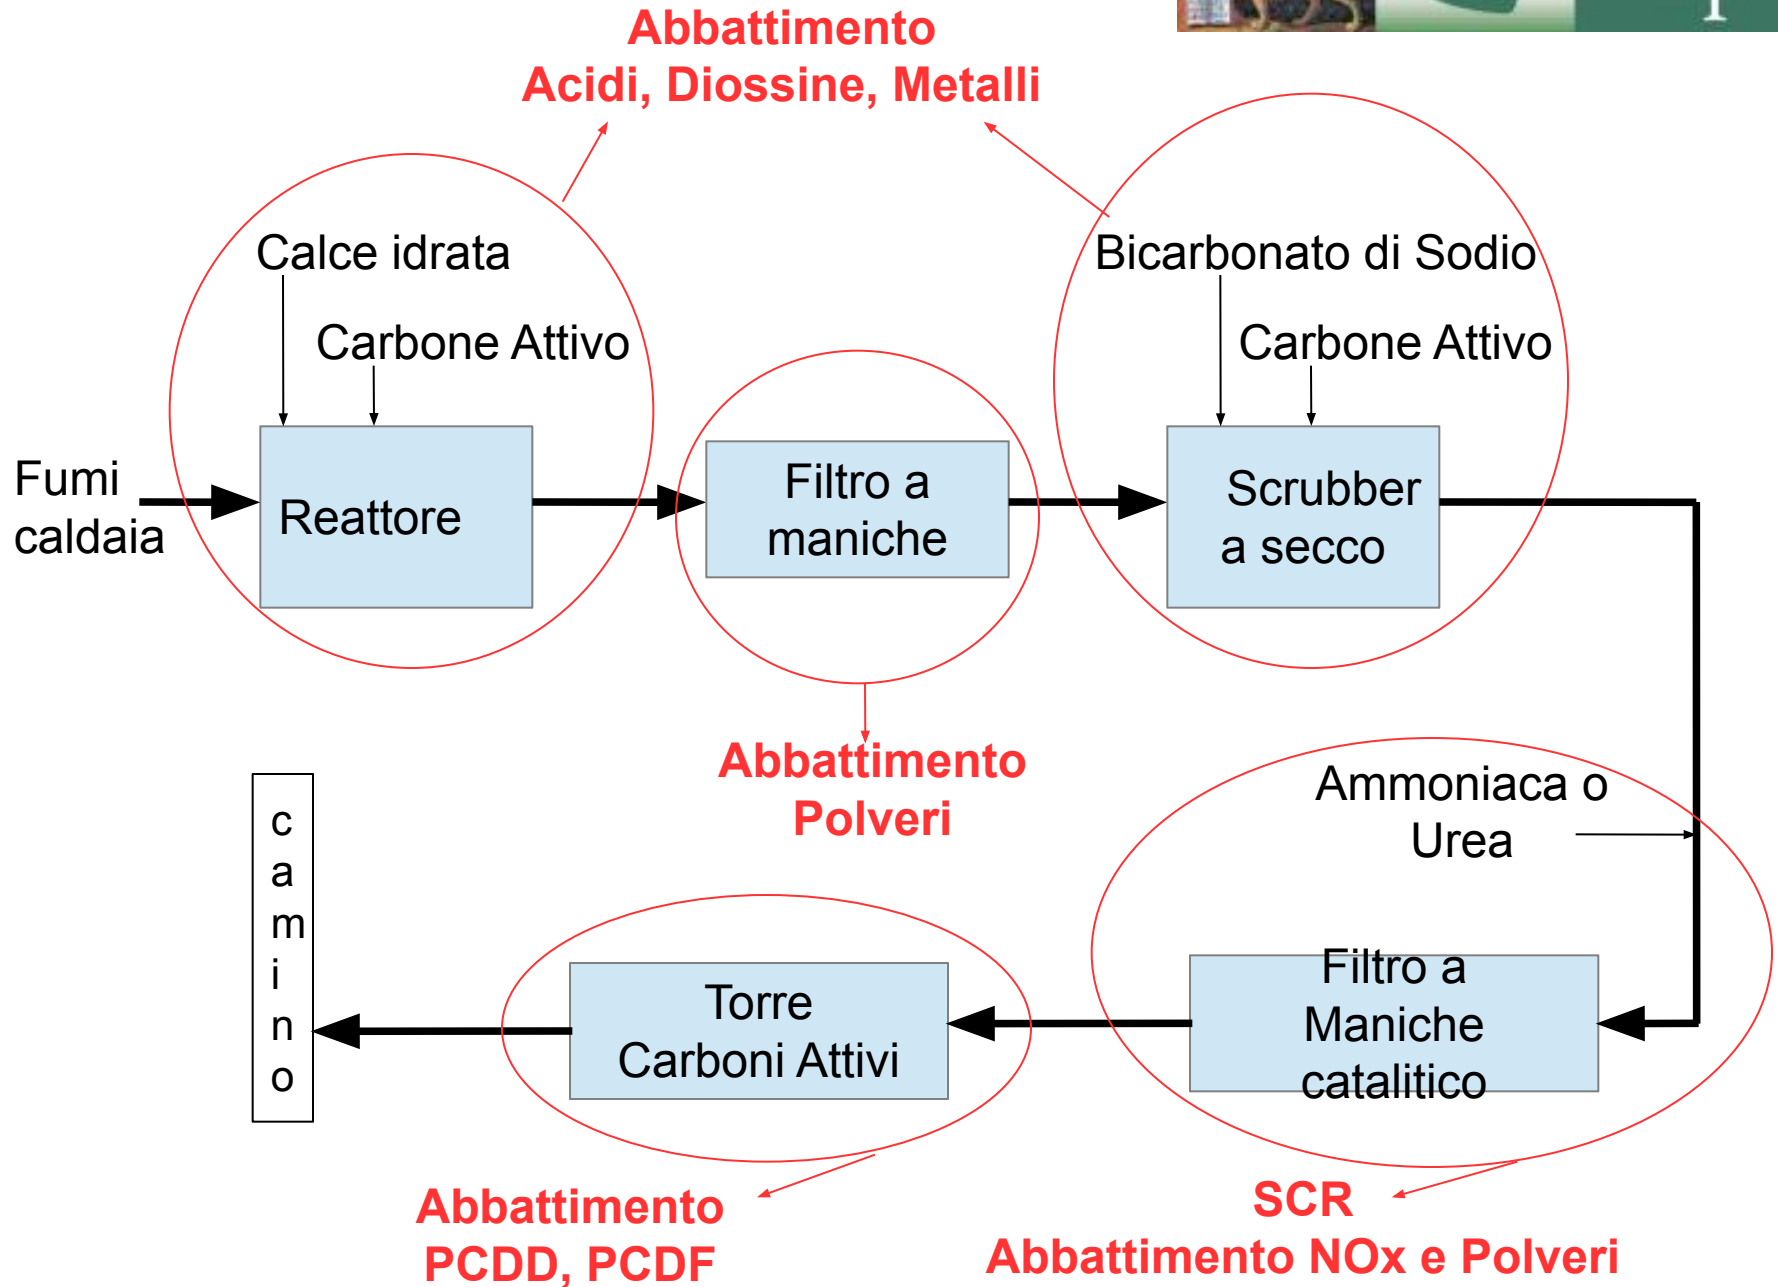 Abbattimento
Acidi, Diossine, Metalli
Calce idrata
Carbone Attivo
Bicarbonato di Sodio
Carbone Attivo
Fumi
caldaia
Reattore
Filtro a
maniche
Scrubber
a secco
Abbattimento
Polveri
Ammoniaca o
Urea
c
a
m
i
n
o
Torre
Carboni Attivi
Filtro a
Maniche
catalitico
Abbattimento
PCDD, PCDF
SCR
Abbattimento NOx e Polveri